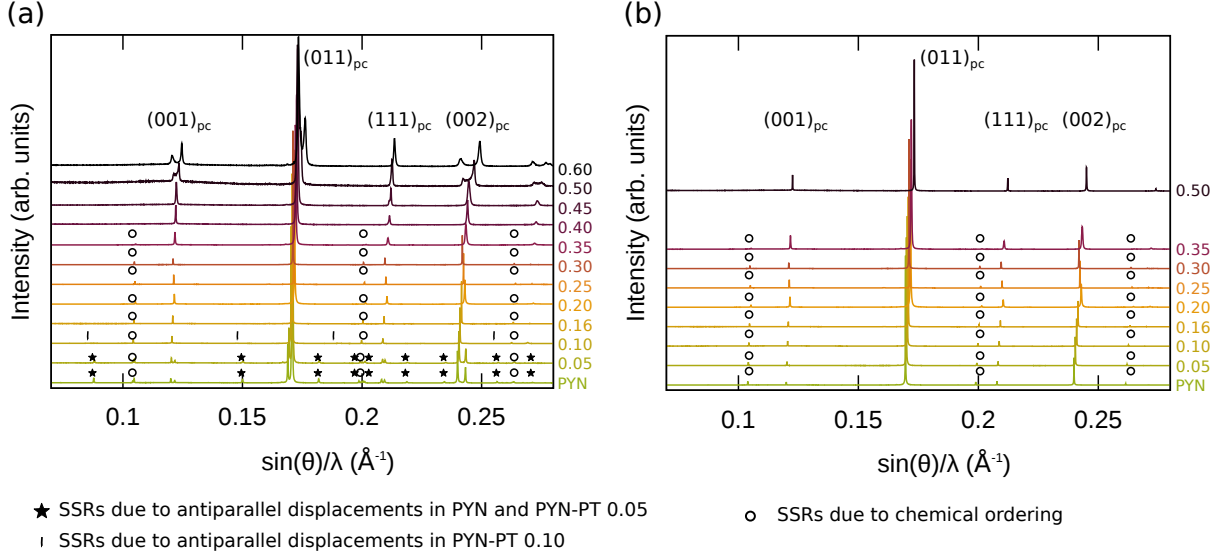 (a)
(b)
(011)pc
(001)pc
(111)pc
(002)pc
Intensity (arb. units)
0.60
0.50
0.45
0.40
0.35
0.30
0.25
0.20
0.16
0.10
0.05
PYN
0.1
0.15
0.2
0.25
sin(θ)/λ (Å-1)
(011)pc
(001)pc
(111)pc
(002)pc
Intensity (arb. units)
0.50
0.35
0.30
0.25
0.20
0.16
0.10
0.05
PYN
0.1
0.15
0.2
0.25
sin(θ)/λ (Å-1)
SSRs due to antiparallel displacements in PYN and PYN-PT 0.05
SSRs due to antiparallel displacements in PYN-PT 0.10
SSRs due to chemical ordering